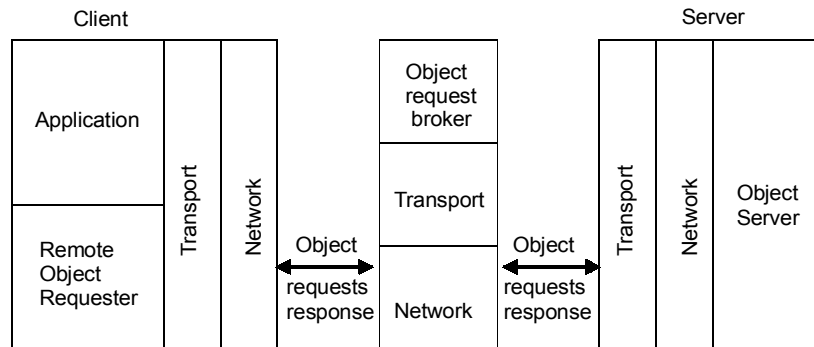 Client
Server
Application
Remote
Object
Requester
Transport
Network
Object
requests
response
Object
request
broker
Transport
Network
Object
requests
response
Transport
Network
Object
Server